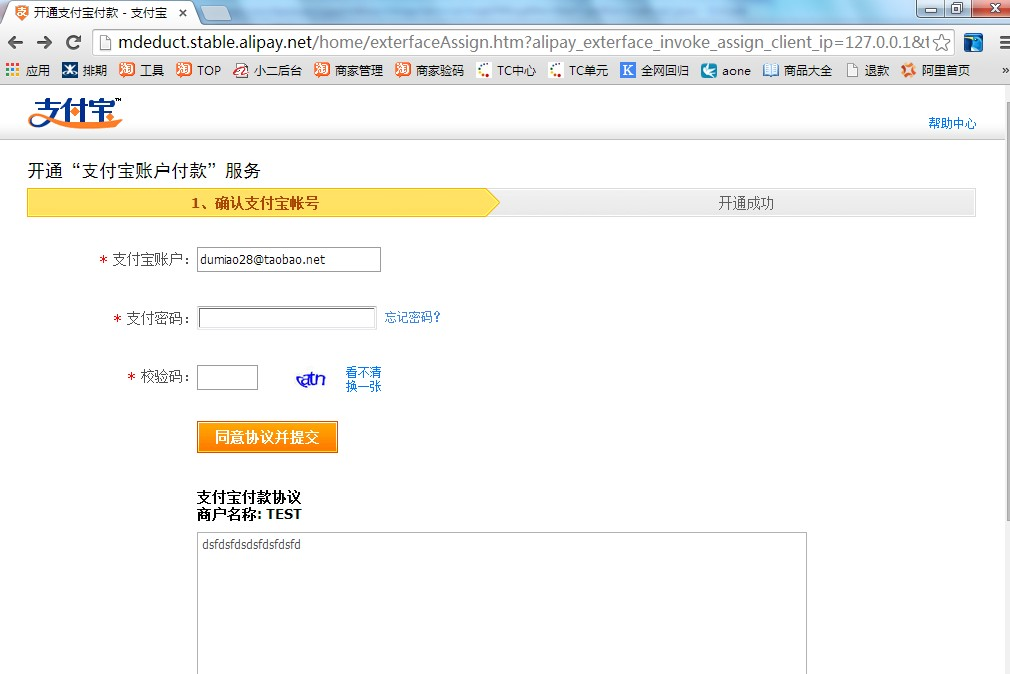 开通支付宝付款 - 支付宝
mdeduct.stable.alipay.net/home/exterfaceAssign.htm?alipay_exterface_invoke_assign_client_ip=127.0.0.1&t
应用 排期 工具 TOP 小二后台 商家管理 商家验码 TC中心 TC单元 全网回归 aone 商品大全 退款 阿里首页 »
支付宝™
帮助中心
开通“支付宝账户付款”服务
1、确认支付宝帐号 开通成功
* 支付宝账户： dumiao28@taobao.net
* 支付密码： 忘记密码?
* 校验码： 看不清
换一张
同意协议并提交
支付宝付款协议
商户名称: TEST
dsfdsfdsdsfdsfdsfd